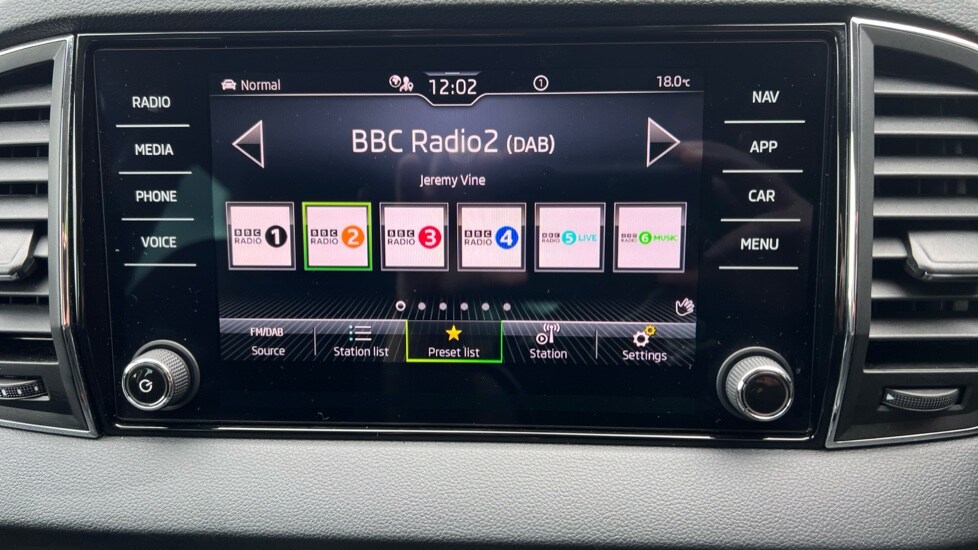 Normal 12:02 1 18.0°C
RADIO
MEDIA
PHONE
VOICE
BBC Radio2 (DAB)
Jeremy Vine
BBC RADIO 1
BBC RADIO 2
BBC RADIO 3
BBC RADIO 4
BBC RADIO 5 LIVE
BBC RADIO 6 MUSIC
FM/DAB
Source
Station list
Preset list
Station
Settings
NAV
APP
CAR
MENU